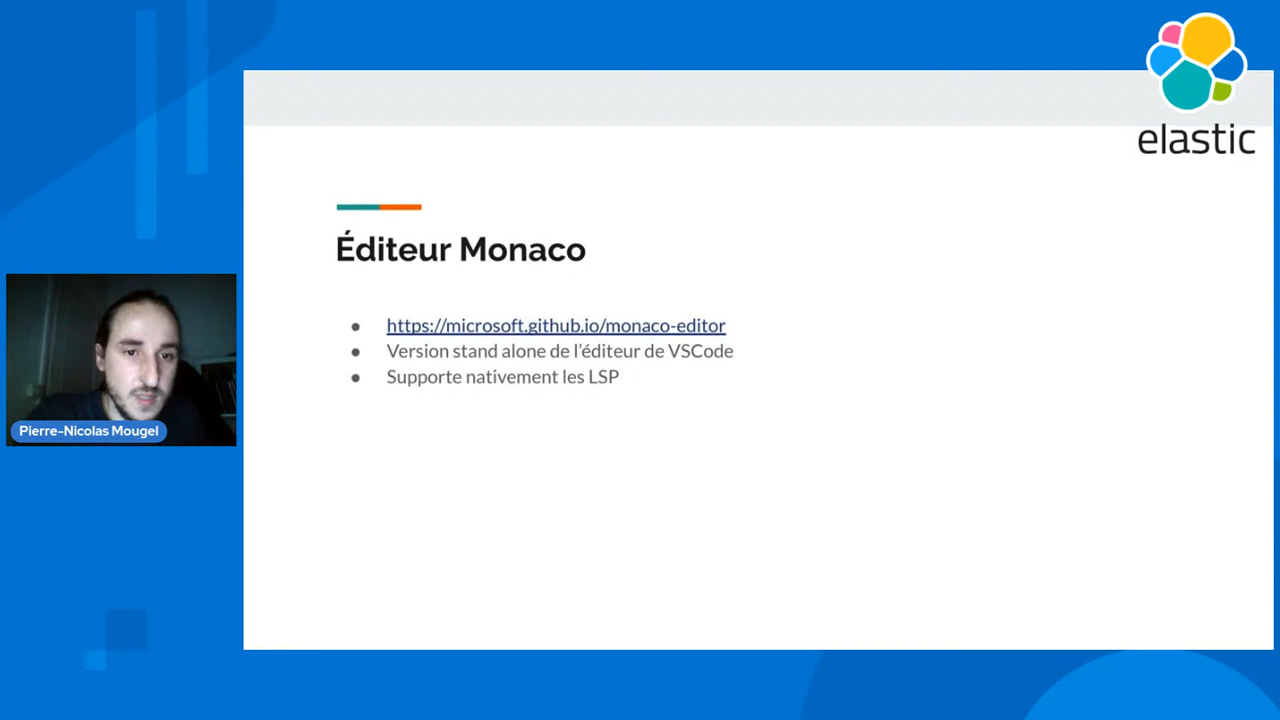 elastic
Éditeur Monaco
https://microsoft.github.io/monaco-editor
Version stand alone de l'éditeur de VSCode
Supporte nativement les LSP
Pierre-Nicolas Mougel